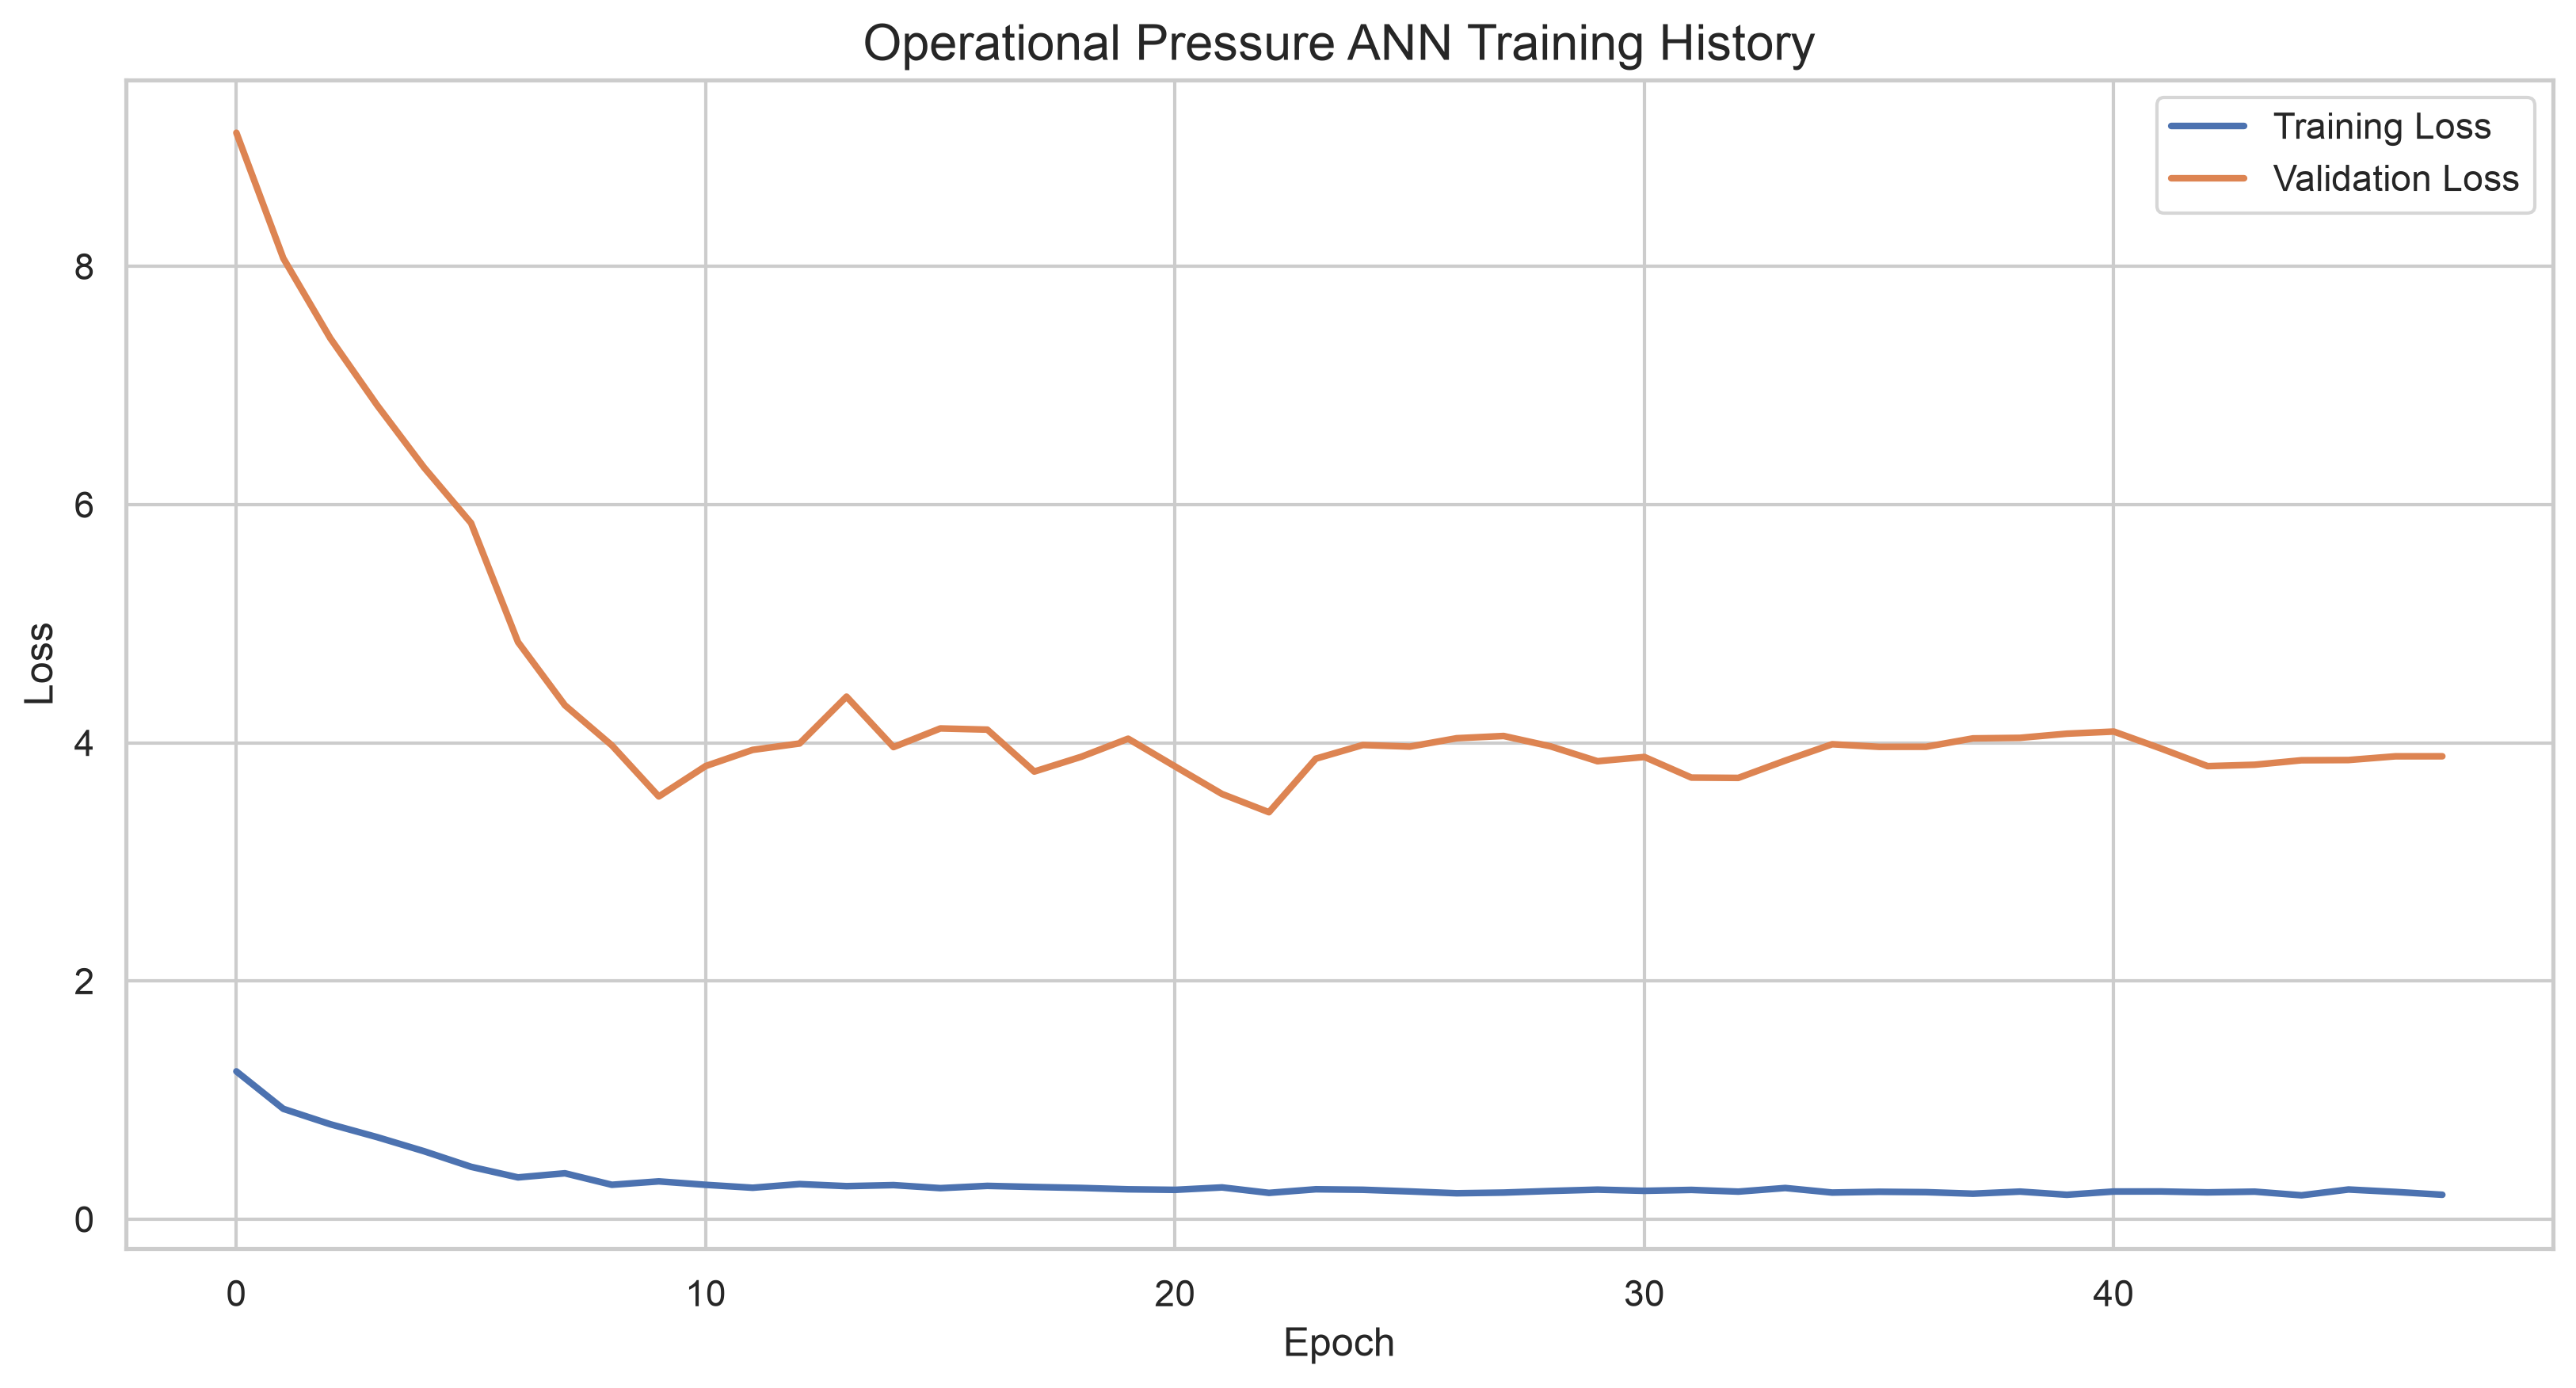 Operational Pressure ANN Training History
Training Loss
Validation Loss
8
6
4
2
0
Loss
0 10 20 30 40
Epoch